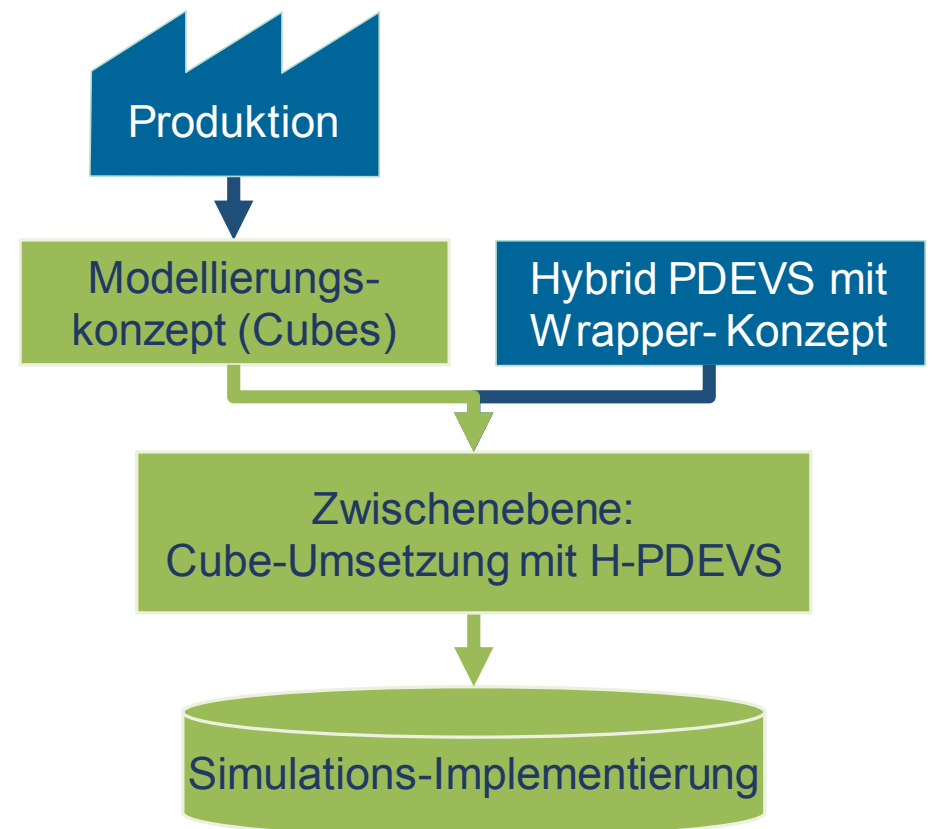 Produktion
Modellierungs-
konzept (Cubes)
Hybrid PDEVS mit
Wrapper- Konzept
Zwischenebene:
Cube-Umsetzung mit H-PDEVS
Simulations-Implementierung